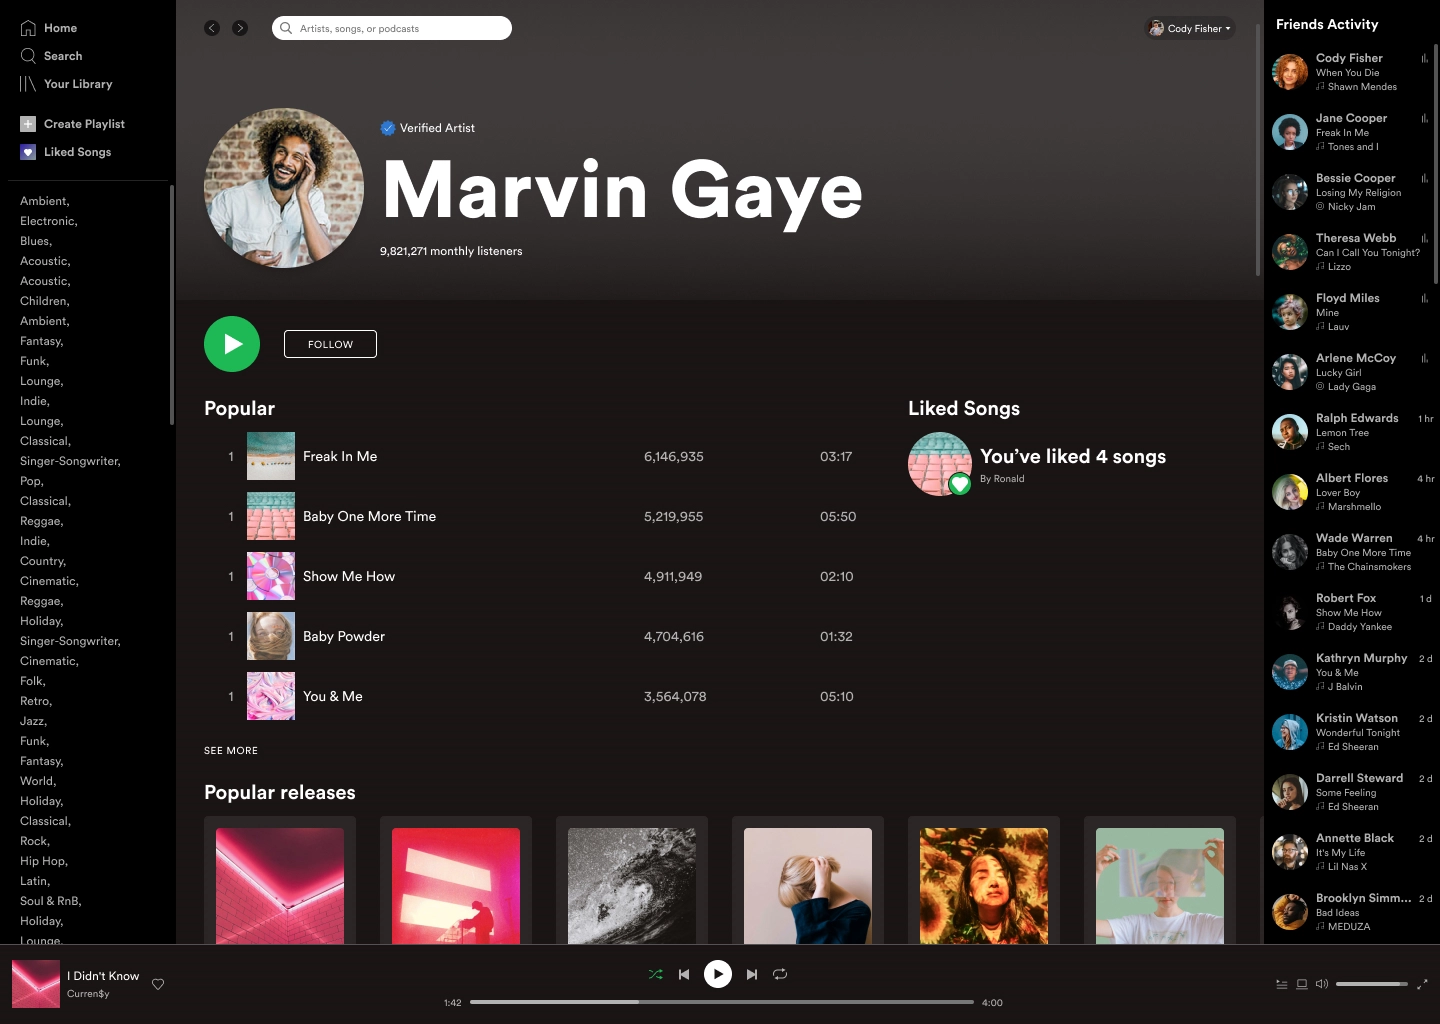 Home
Search
Your Library
Create Playlist
Liked Songs
Ambient,
Electronic,
Blues,
Acoustic,
Acoustic,
Children,
Ambient,
Fantasy,
Funk,
Lounge,
Indie,
Lounge,
Classical,
Singer-Songwriter,
Pop,
Classical,
Reggae,
Indie,
Country,
Cinematic,
Reggae,
Holiday,
Singer-Songwriter,
Cinematic,
Folk,
Retro,
Jazz,
Funk,
Fantasy,
World,
Holiday,
Classical,
Rock,
Hip Hop,
Latin,
Soul & RnB,
Holiday,
Lounge,
Artists, songs, or podcasts
Cody Fisher
Verified Artist
Marvin Gaye
9,821,271 monthly listeners
FOLLOW
Popular
1 Freak In Me 6,146,935 03:17
1 Baby One More Time 5,219,955 05:50
1 Show Me How 4,911,949 02:10
1 Baby Powder 4,704,616 01:32
1 You & Me 3,564,078 05:10
SEE MORE
Liked Songs
You’ve liked 4 songs
By Ronald
Popular releases
Friends Activity
Cody Fisher
When You Die
Shawn Mendes
Jane Cooper
Freak In Me
Tones and I
Bessie Cooper
Losing My Religion
Nicky Jam
Theresa Webb
Can I Call You Tonight?
Lizzo
Floyd Miles
Mine
Lauv
Arlene McCoy
Lucky Girl
Lady Gaga
Ralph Edwards 1 hr
Lemon Tree
Sech
Albert Flores 4 hr
Lover Boy
Marshmello
Wade Warren 4 hr
Baby One More Time
The Chainsmokers
Robert Fox 1 d
Show Me How
Daddy Yankee
Kathryn Murphy 2 d
You & Me
J Balvin
Kristin Watson 2 d
Wonderful Tonight
Ed Sheeran
Darrell Steward 2 d
Some Feeling
Ed Sheeran
Annette Black 2 d
It's My Life
Lil Nas X
Brooklyn Simm... 2 d
Bad Ideas
MEDUZA
I Didn't Know
Curren$y
1:42
4:00